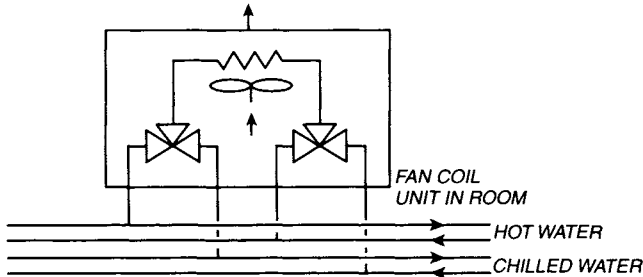 FAN COIL
UNIT IN ROOM
HOT WATER
CHILLED WATER